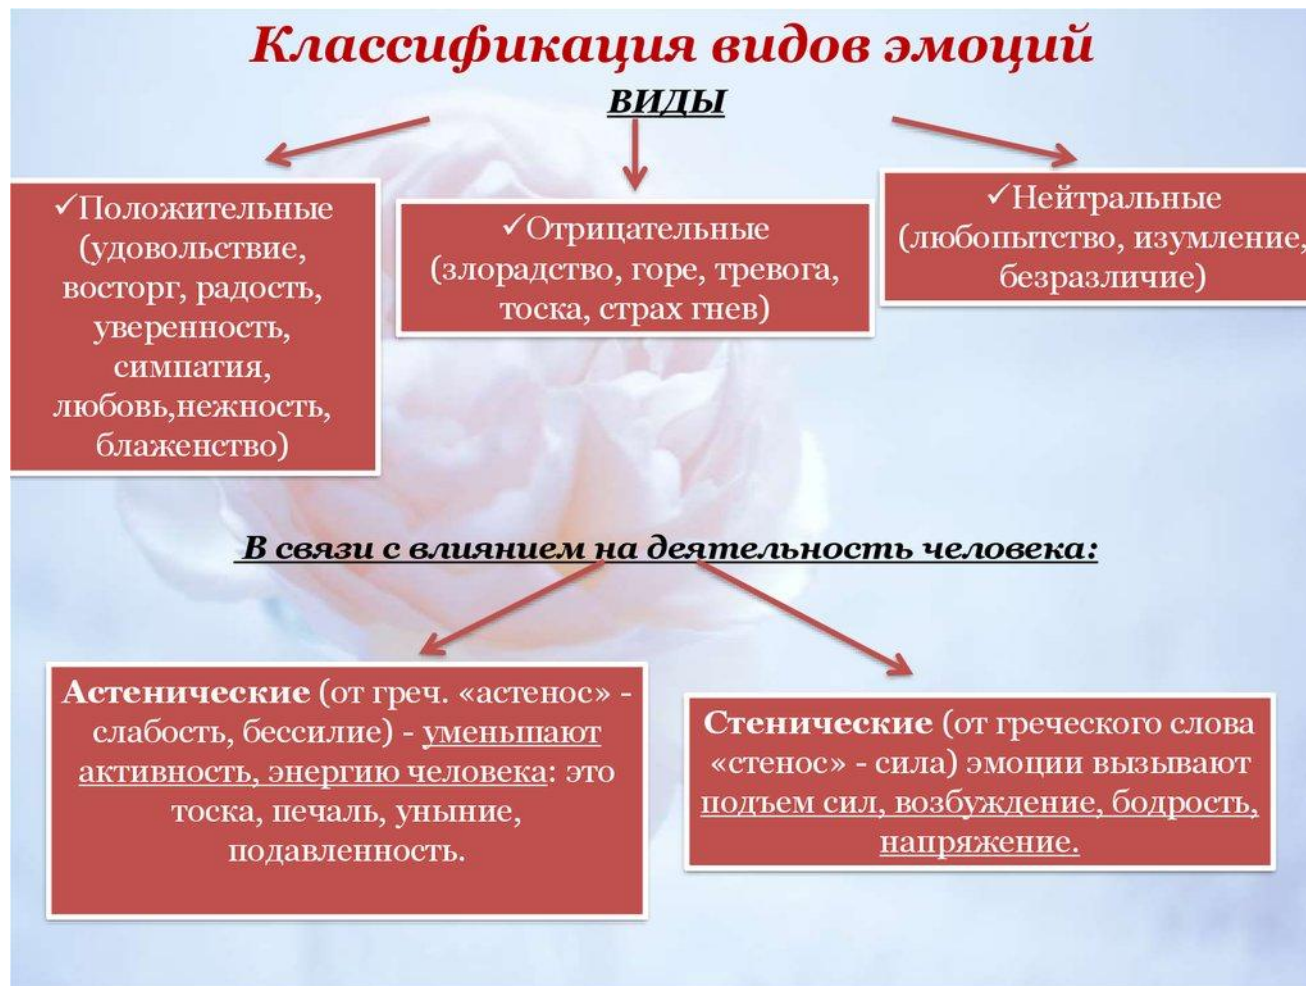 Классификация видов эмоций
ВИДЫ
✓Положительные
(удовольствие,
восторг, радость,
уверенность,
симпатия,
любовь,нежность,
блаженство)
✓Отрицательные
(злорадство, горе, тревога,
тоска, страх гнев)
✓Нейтральные
(любопытство, изумление,
безразличие)
В связи с влиянием на деятельность человека:
Астенические (от греч. «астенос» -
слабость, бессилие) - уменьшают
активность, энергию человека: это
тоска, печаль, уныние,
подавленность.
Стенические (от греческого слова
«стенос» - сила) эмоции вызывают
подъем сил, возбуждение, бодрость,
напряжение.